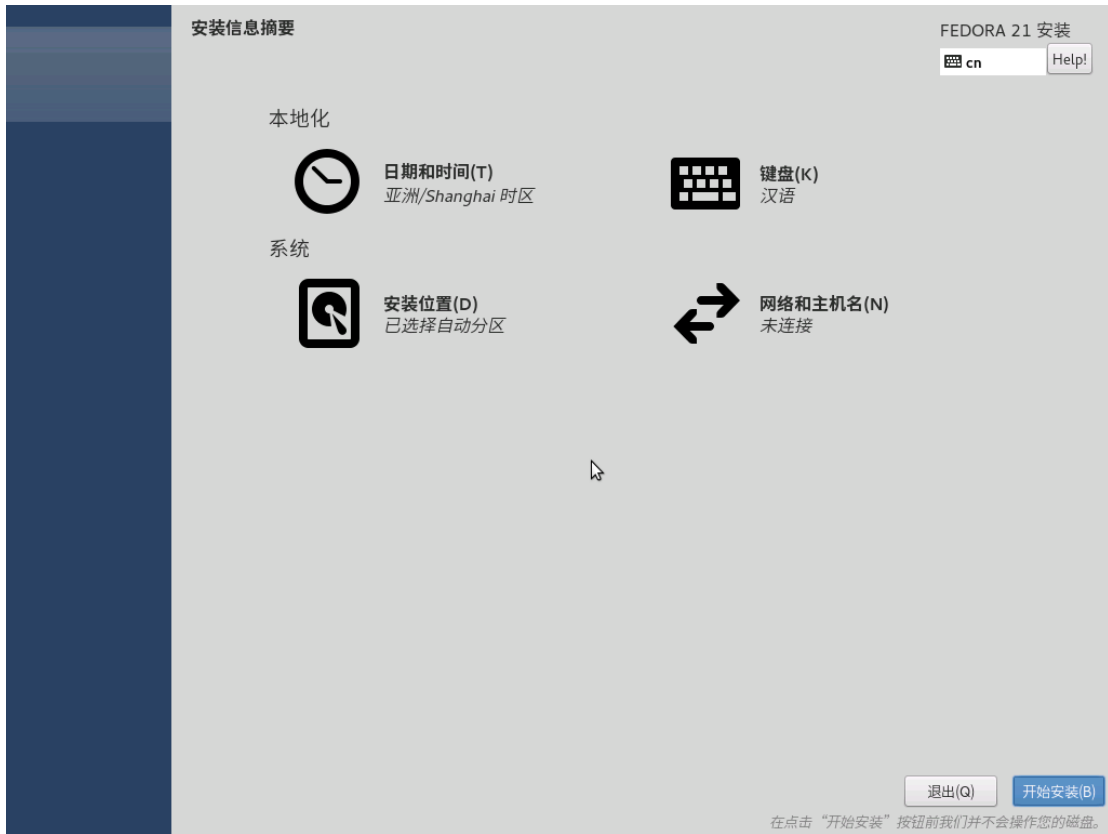 安装信息摘要
FEDORA 21 安装
cn
Help!
本地化
日期和时间(T)
亚洲/Shanghai 时区
键盘(K)
汉语
系统
安装位置(D)
已选择自动分区
网络和主机名(N)
未连接
退出(Q)
开始安装(B)
在点击“开始安装”按钮前我们并不会操作您的磁盘。